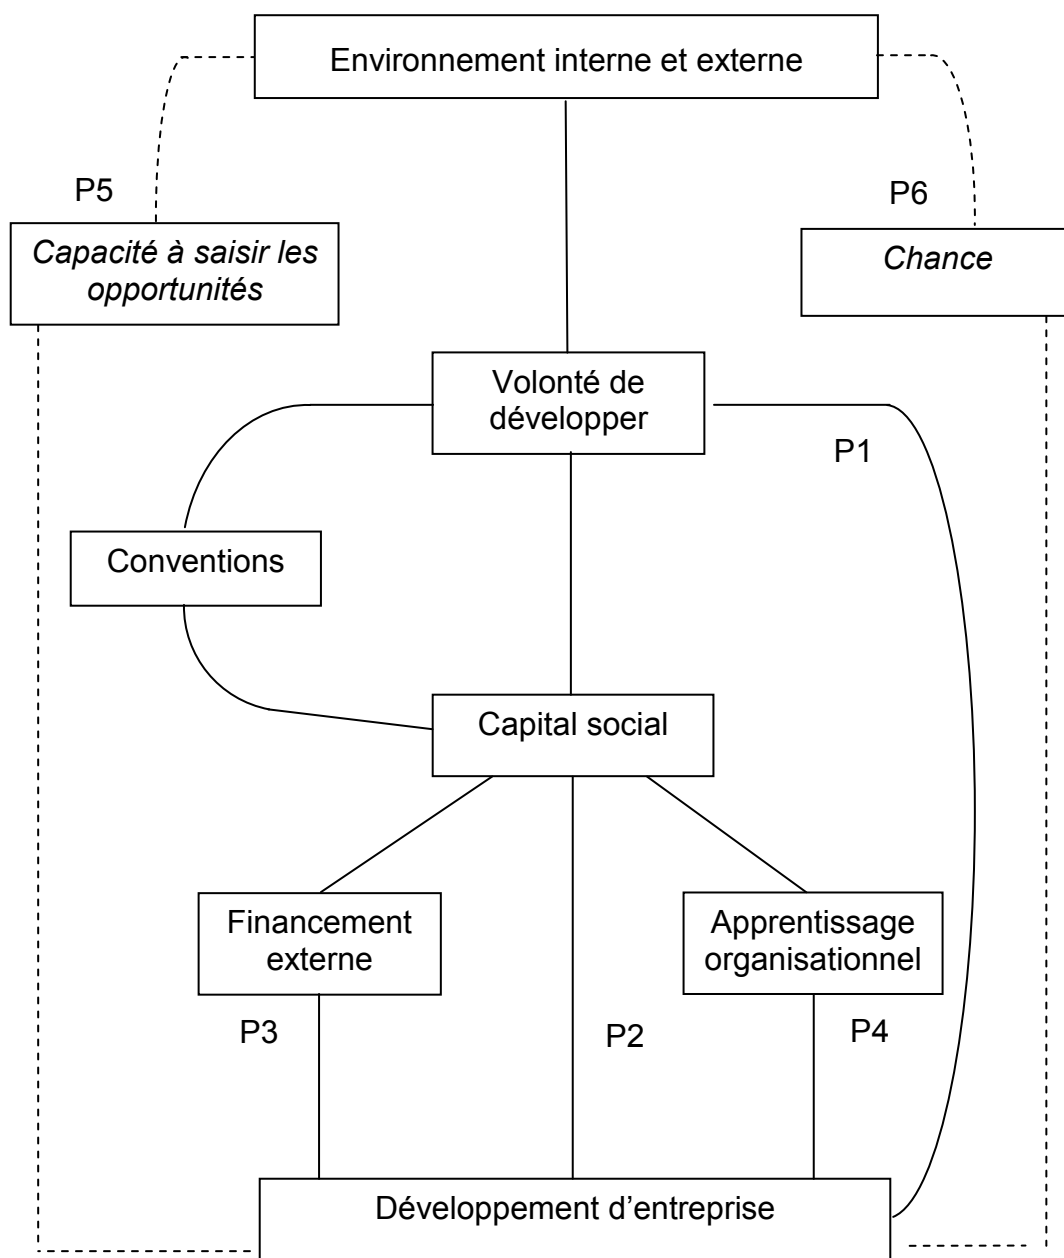 Environnement interne et externe
P5
P6
Capacité à saisir les
opportunités
Chance
Volonté de
développer
P1
Conventions
Capital social
Financement
externe
Apprentissage
organisationnel
P3
P2
P4
Développement d’entreprise